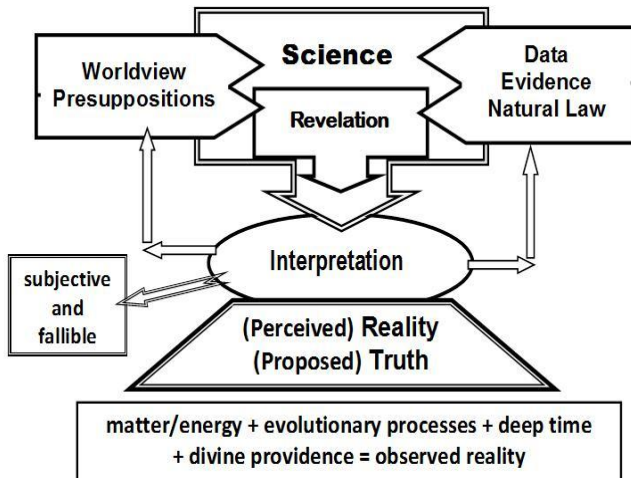 Worldview
Presuppositions
Science
Revelation
Data
Evidence
Natural Law
Interpretation
subjective
and
fallible
(Perceived) Reality
(Proposed) Truth
matter/energy + evolutionary processes + deep time
+ divine providence = observed reality